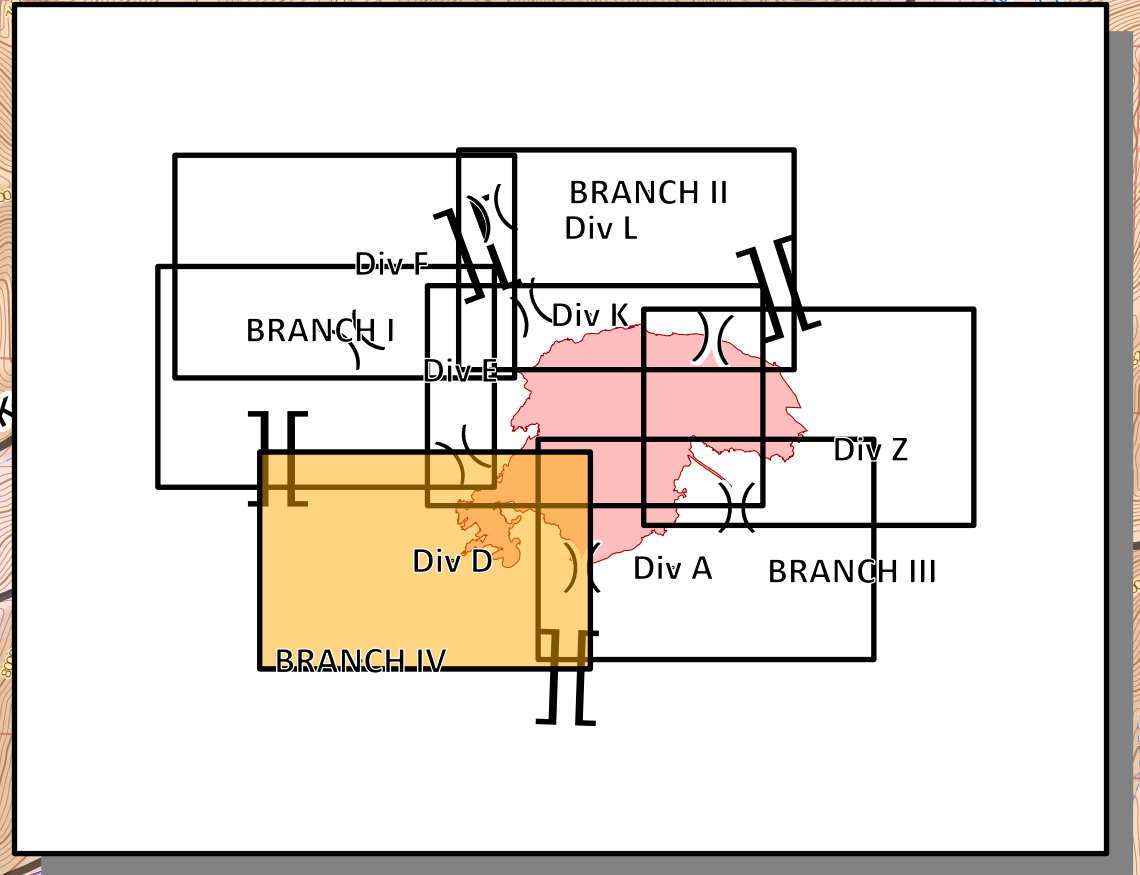 BRANCH II
Div L
Div F
Div K
BRANCH I
Div E
Div Z
Div D
Div A
BRANCH III
BRANCH IV